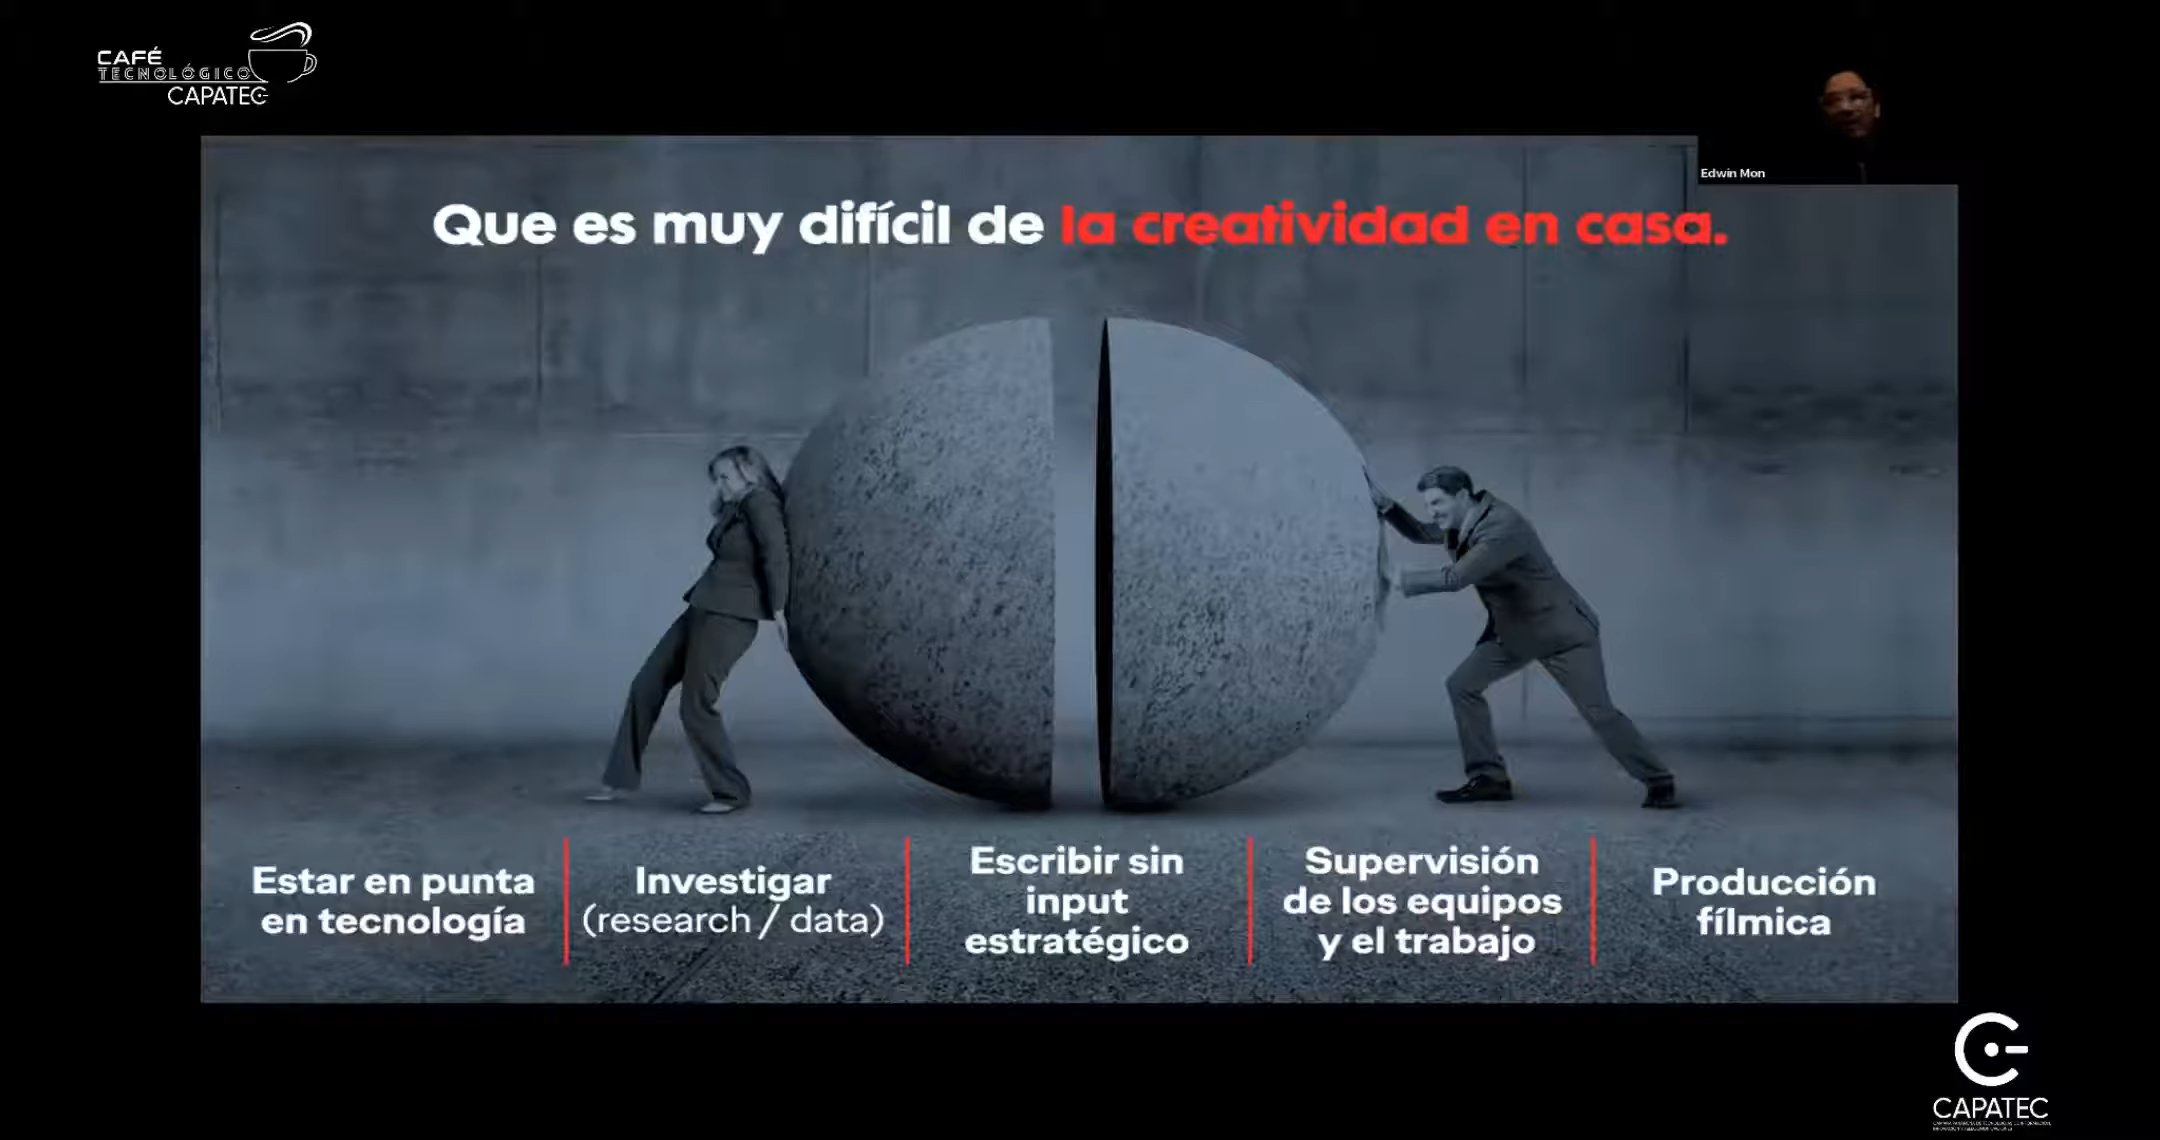 CAFÉ
TECNOLÓGICO
CAPATEC
Edwin Mon
Que es muy difícil de la creatividad en casa.
Estar en punta
en tecnología
Investigar
(research / data)
Escribir sin
input
estratégico
Supervisión
de los equipos
y el trabajo
Producción
fílmica
CAPATEC